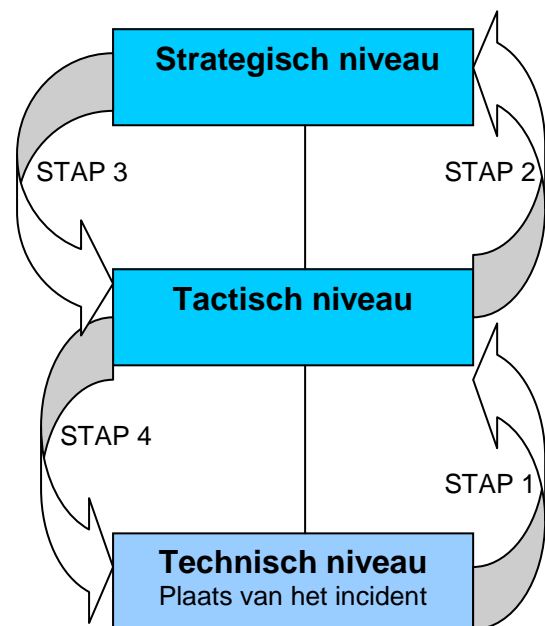 Strategisch niveau
STAP 3
STAP 2
Tactisch niveau
STAP 4
STAP 1
Technisch niveau
Plaats van het incident